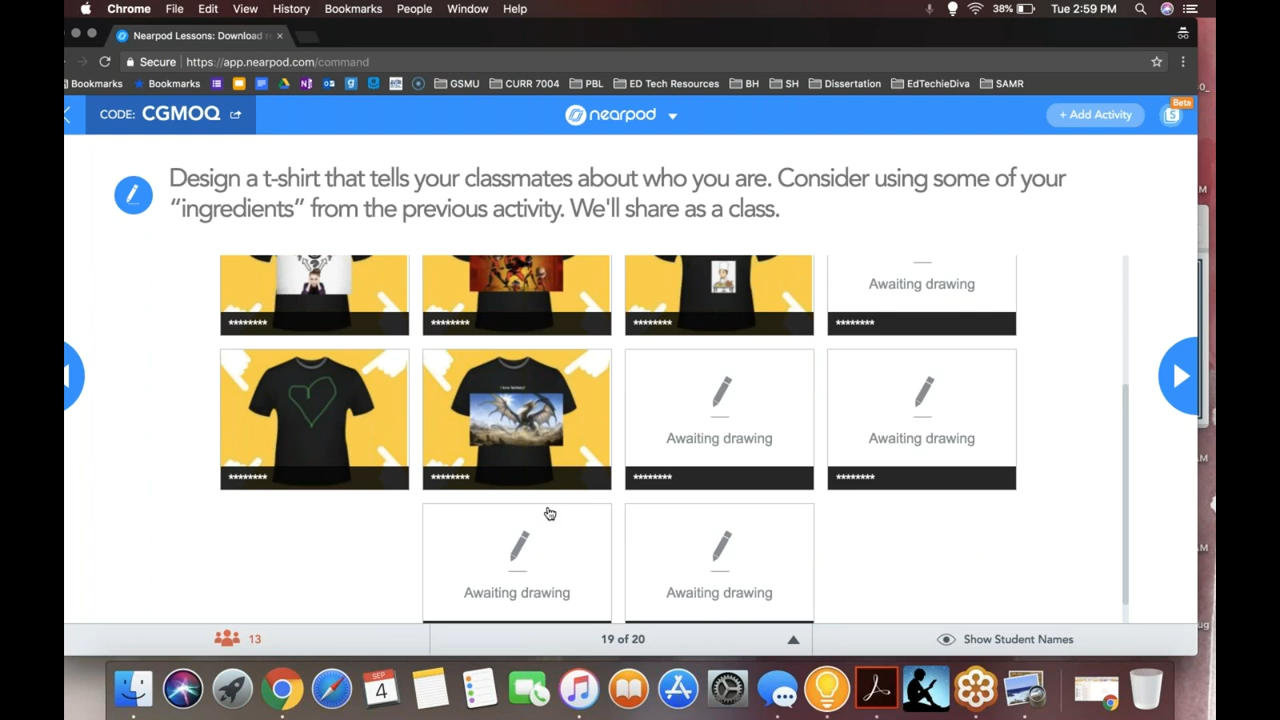 Chrome File Edit View History Bookmarks People Window Help 38% Tue 2:59 PM
Nearpod Lessons: Download r
Secure https://app.nearpod.com/command
Bookmarks Bookmarks GSMU CURR 7004 PBL ED Tech Resources BH SH Dissertation EdTechieDiva SAMR
CODE: CGMOQ nearpod + Add Activity Beta
Design a t-shirt that tells your classmates about who you are. Consider using some of your
“ingredients” from the previous activity. We'll share as a class.
Awaiting drawing
******** ******** ******** ********
I love fantasy!
Awaiting drawing Awaiting drawing
******** ******** ******** ********
Awaiting drawing Awaiting drawing
13 19 of 20 Show Student Names
SEP
4